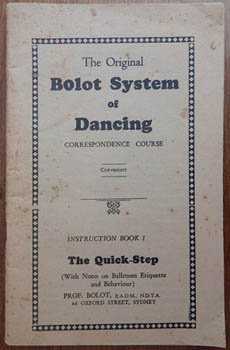 The Original
Bolot System
of
Dancing
CORRESPONDENCE COURSE
COPYRIGHT
INSTRUCTION BOOK 1
The Quick-Step
(With Notes on Ballroom Etiquette
and Behaviour)
PROF. BOLOT, F.A.D.M., N.D.T.A.
66 OXFORD STREET, SYDNEY